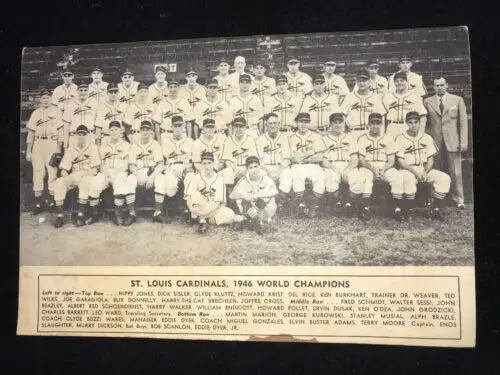 ST. LOUIS CARDINALS, 1946 WORLD CHAMPIONS
Left to right—Top Row . . . NIPPY JONES, DICK SISLER, CLYDE KLUTTZ, HOWARD KRIST, DEL RICE, KEN BURKHART, TRAINER DR. WEAVER, TED
WILKS, JOE GARAGIOLA, BLIX DONNELLY, HARRY-THE-CAT BRECHEEN, JOFFRE CROSS. Middle Row . . . FRED SCHMIDT, WALTER SESSI, JOHN
BEAZLEY, ALBERT RED SCHOENDIENST, HARRY WALKER, WILLIAM ENDICOTT, HOWARD POLLET, ERVIN DUSAK, KEN O'DEA, JOHN GRODZICKI,
CHARLES BARRETT, LEO WARD, Traveling Secretary. Bottom Row . . . MARTIN MARION, GEORGE KUROWSKI, STANLEY MUSIAL, ALPH BRAZLE,
COACH CLYDE BUZZI WARES, MANAGER EDDIE DYER, COACH MIGUEL GONZALES, ELVIN BUSTER ADAMS, TERRY MOORE Captain, ENOS
SLAUGHTER, MURRY DICKSON. Bat Boys, BOB SCANLON, EDDIE DYER, JR.